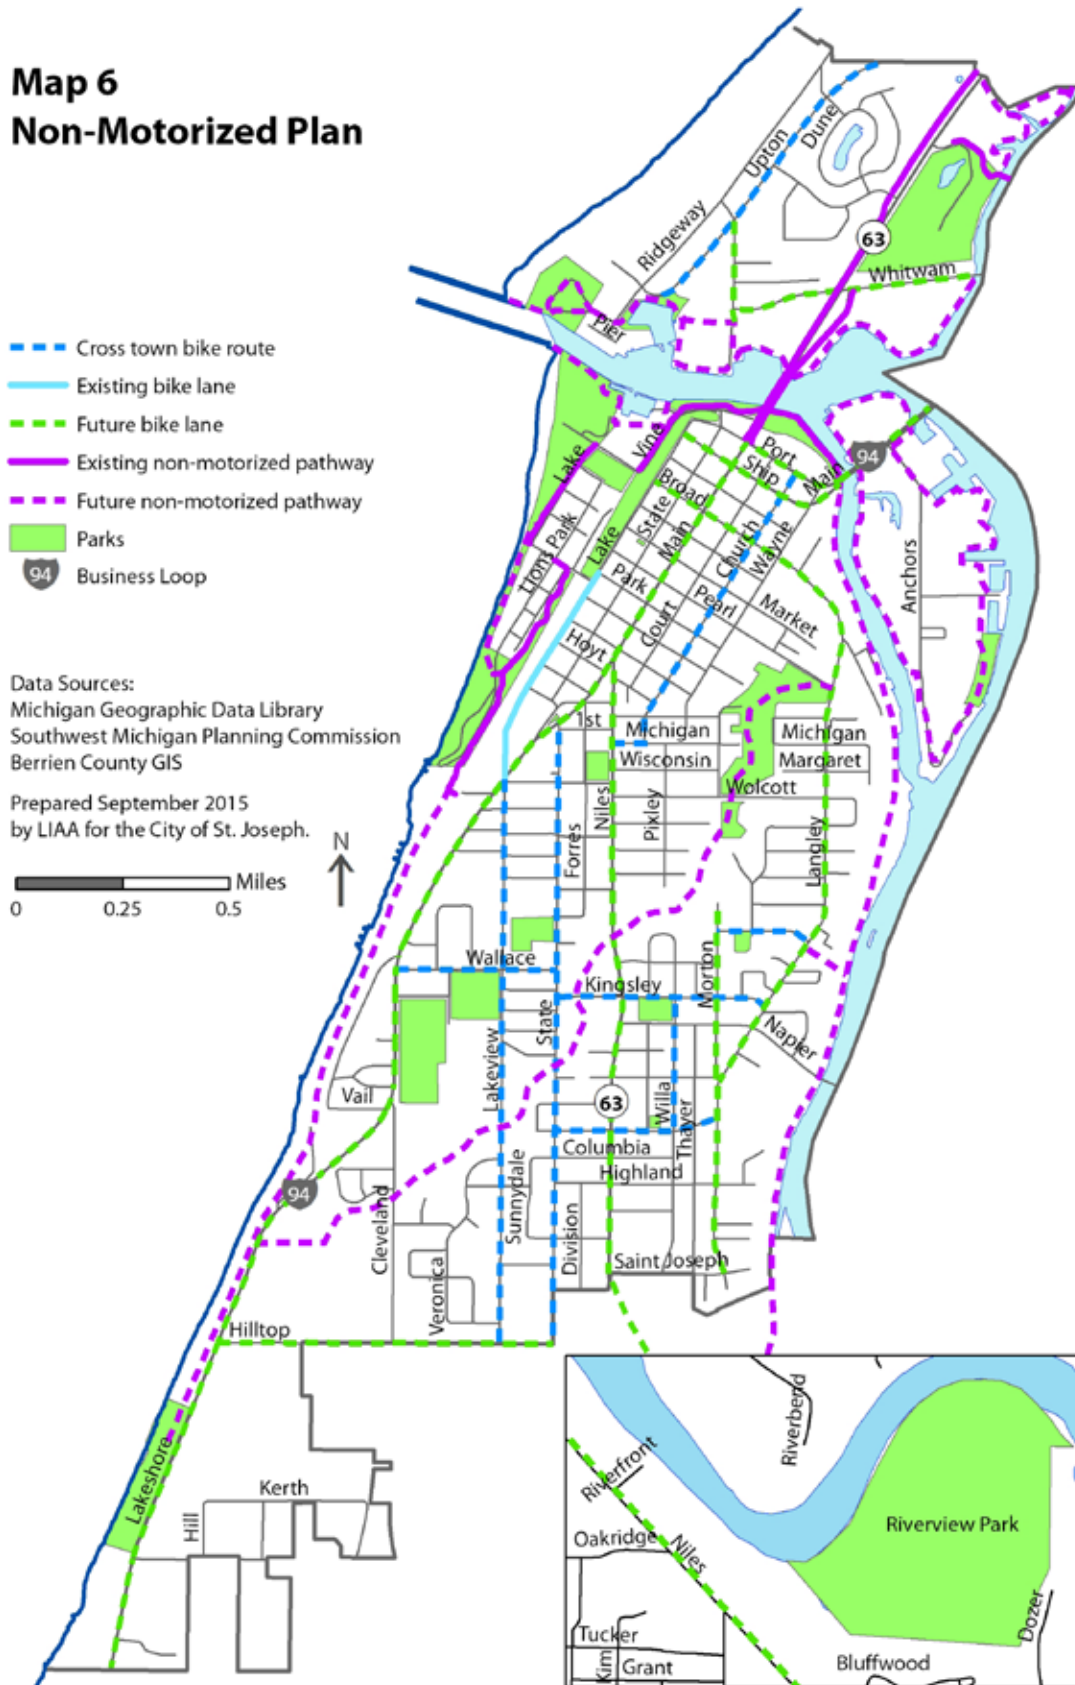 Map 6
Non-Motorized Plan
Cross town bike route
Existing bike lane
Future bike lane
Existing non-motorized pathway
Future non-motorized pathway
Parks
94
Business Loop
Data Sources:
Michigan Geographic Data Library
Southwest Michigan Planning Commission
Berrien County GIS
Prepared September 2015
by LIAA for the City of St. Joseph.
N
Miles
0
0.25
0.5
Upton
Dune
Ridgeway
63
Whitwam
Pier
Lake
Vine
Port
Ship
Main
94
Broad
State
Main
Church
Wayne
Lions Park
Lake
Park
Pearl
Court
Market
Anchors
Hoyt
1st
Michigan
Michigan
Wisconsin
Margaret
Wolcott
Niles
Pixley
Forres
Langley
Wallace
Kingsley
Morton
State
Napier
Lakeview
Vail
63
Willa
Thayer
Columbia
Highland
94
Cleveland
Sunnydale
Division
Saint Joseph
Veronica
Hilltop
Lakeshore
Kerth
Hill
Riverbend
Riverfront
Oakridge
Niles
Riverview Park
Tucker
Kim
Grant
Dozer
Bluffwood